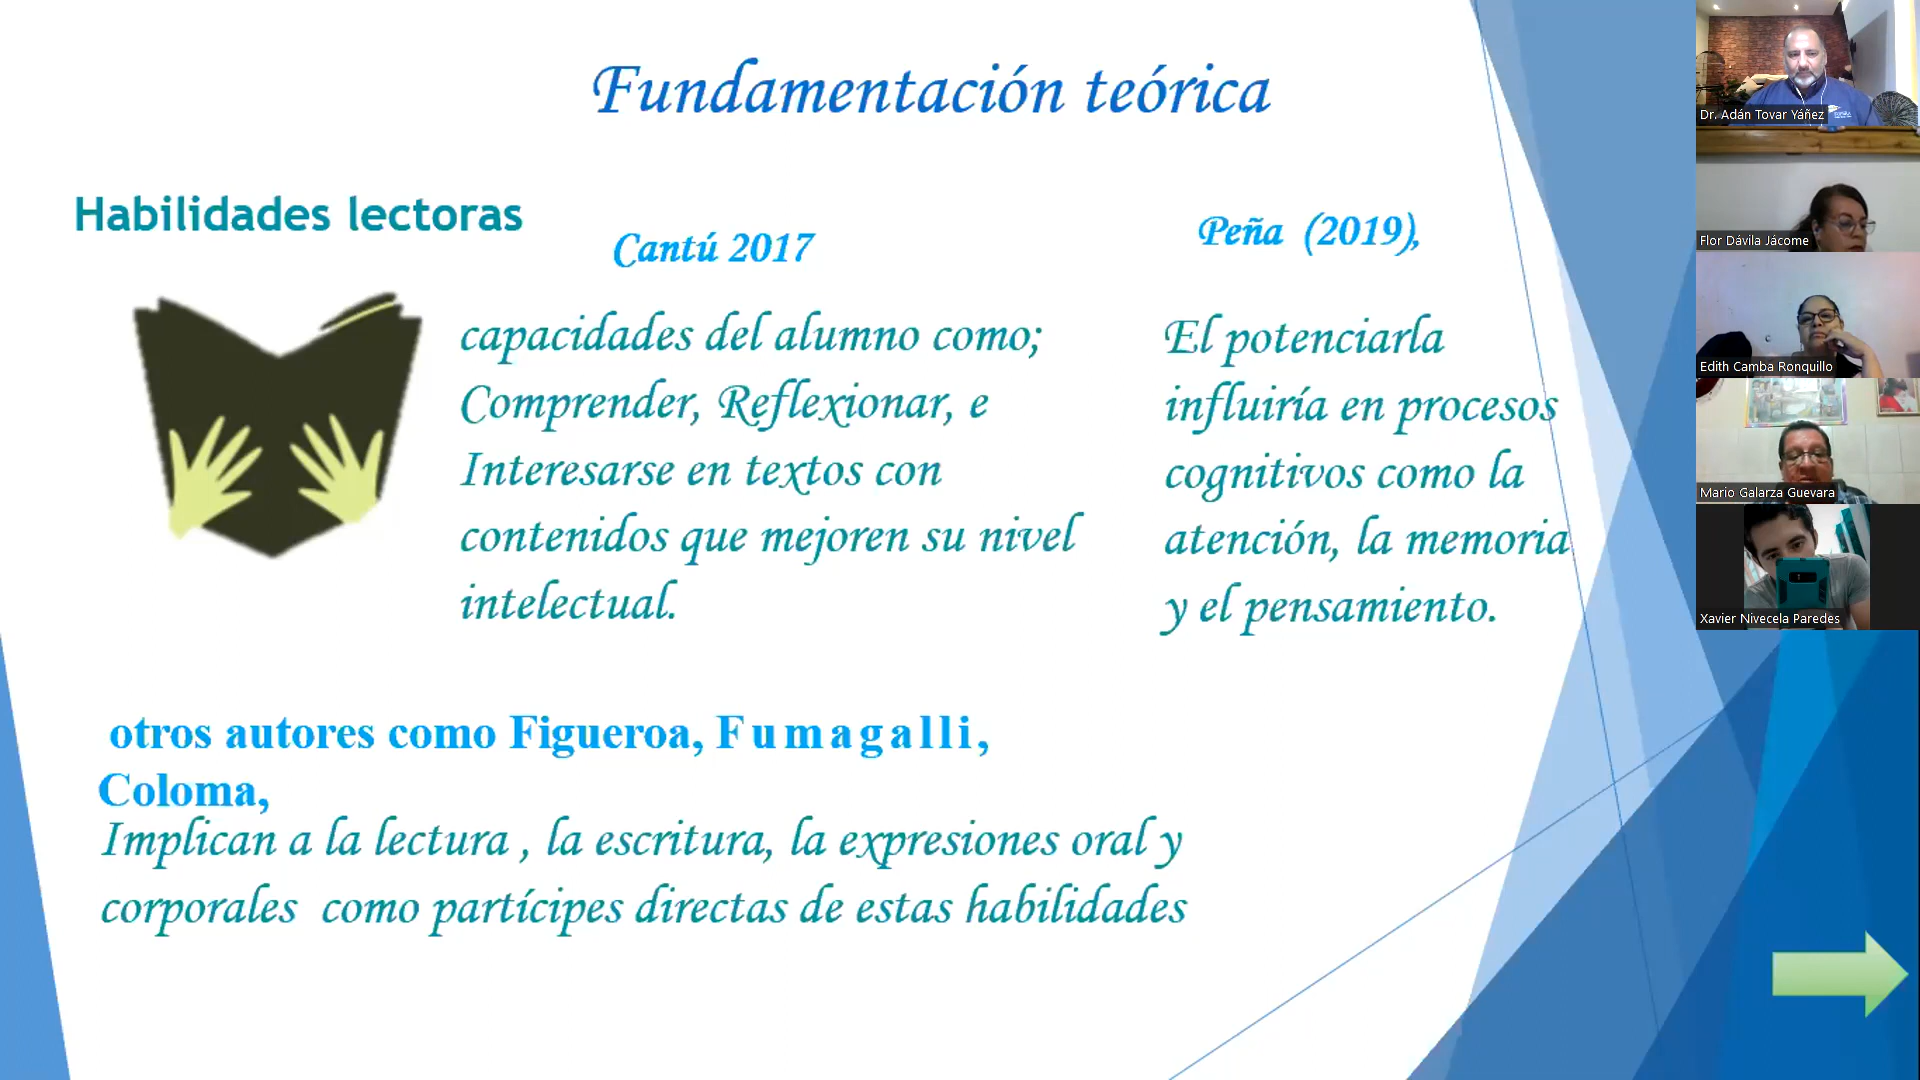 Fundamentación teórica
Habilidades lectoras
Cantú 2017
capacidades del alumno como;
Comprender, Reflexionar, e
Interesarse en textos con
contenidos que mejoren su nivel
intelectual.
Peña (2019),
El potenciarla
influiría en procesos
cognitivos como la
atención, la memoria
y el pensamiento.
otros autores como Figueroa, Fumagalli,
Coloma,
Implican a la lectura , la escritura, la expresiones oral y
corporales como partícipes directas de estas habilidades
Dr. Adán Tovar Yáñez
Flor Dávila Jácome
Edith Camba Ronquillo
Mario Galarza Guevara
Xavier Nivecela Paredes